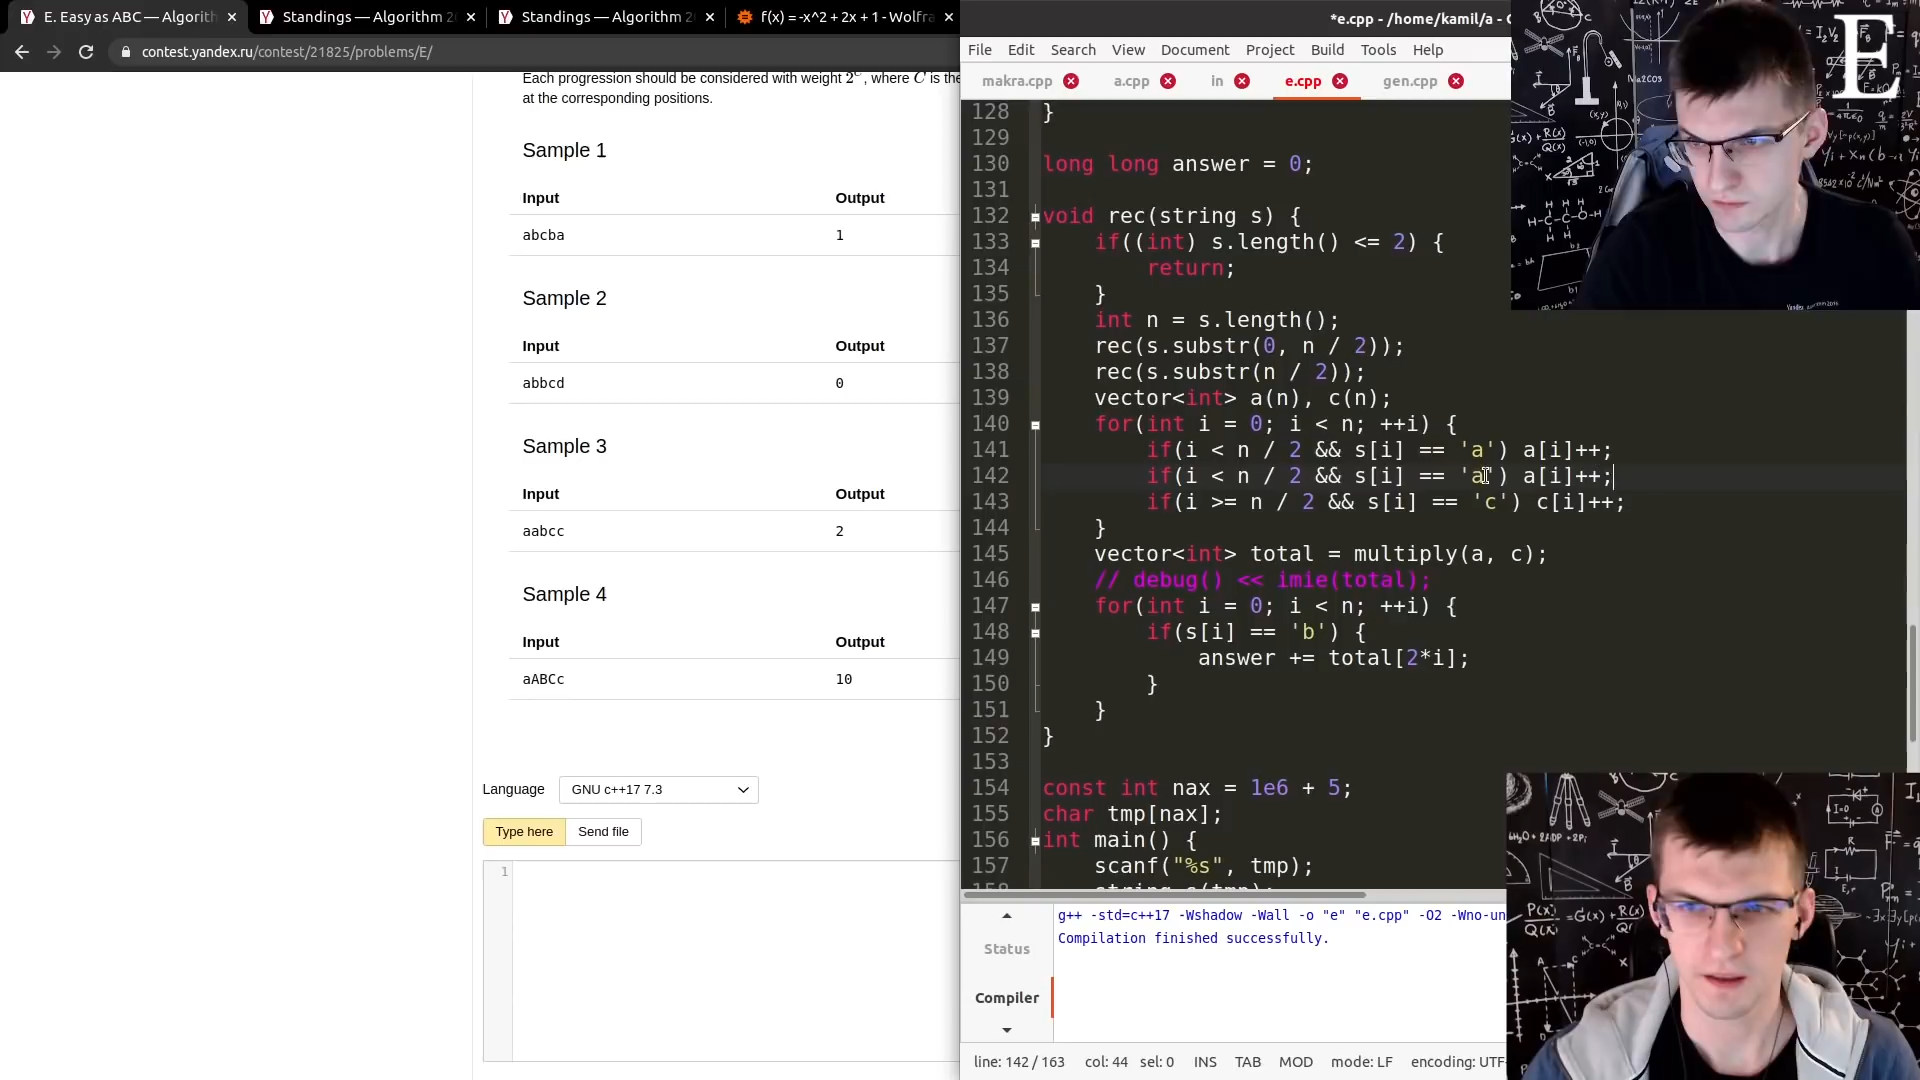 E. Easy as ABC — Algorith
Standings — Algorithm 2
Standings — Algorithm 2
f(x) = -x^2 + 2x + 1 - Wolfra
contest.yandex.ru/contest/21825/problems/E/
Each progression should be considered with weight 2^C, where C is the
at the corresponding positions.
Sample 1
Input Output
abcba 1
Sample 2
Input Output
abbcd 0
Sample 3
Input Output
aabcc 2
Sample 4
Input Output
aABCc 10
Language GNU c++17 7.3
Type here Send file
1
*e.cpp - /home/kamil/a - G
File Edit Search View Document Project Build Tools Help
makra.cpp a.cpp in e.cpp gen.cpp
128 }
129
130 long long answer = 0;
131
132 void rec(string s) {
133     if((int) s.length() <= 2) {
134         return;
135     }
136     int n = s.length();
137     rec(s.substr(0, n / 2));
138     rec(s.substr(n / 2));
139     vector<int> a(n), c(n);
140     for(int i = 0; i < n; ++i) {
141         if(i < n / 2 && s[i] == 'a') a[i]++;
142         if(i < n / 2 && s[i] == 'a') a[i]++;
143         if(i >= n / 2 && s[i] == 'c') c[i]++;
144     }
145     vector<int> total = multiply(a, c);
146     // debug() << imie(total);
147     for(int i = 0; i < n; ++i) {
148         if(s[i] == 'b') {
149             answer += total[2*i];
150         }
151     }
152 }
153
154 const int nax = 1e6 + 5;
155 char tmp[nax];
156 int main() {
157     scanf("%s", tmp);
158     string s(tmp);
Status
Compiler
g++ -std=c++17 -Wshadow -Wall -o "e" "e.cpp" -O2 -Wno-un
Compilation finished successfully.
line: 142 / 163 col: 44 sel: 0 INS TAB MOD mode: LF encoding: UTF-
E